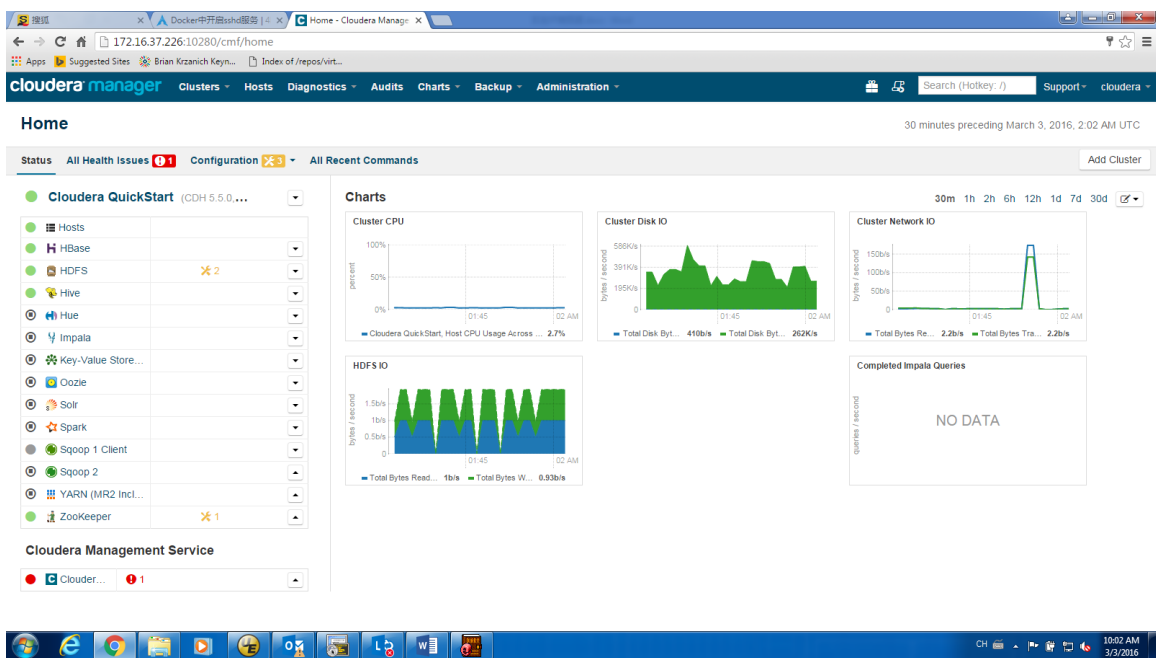 搜狐
Docker中开启sshd服务 | 4
Home - Cloudera Manage
172.16.37.226:10280/cmf/home
Apps Suggested Sites Brian Krzanich Keyn... Index of /repos/virt...
cloudera manager Clusters Hosts Diagnostics Audits Charts Backup Administration Search (Hotkey: /) Support cloudera
Home
30 minutes preceding March 3, 2016, 2:02 AM UTC
Status All Health Issues 1 Configuration 3 All Recent Commands Add Cluster
Cloudera QuickStart (CDH 5.5.0,...
Hosts
HBase
HDFS 2
Hive
Hue
Impala
Key-Value Store...
Oozie
Solr
Spark
Sqoop 1 Client
Sqoop 2
YARN (MR2 Incl...
ZooKeeper 1
Cloudera Management Service
Clouder... 1
Charts
30m 1h 2h 6h 12h 1d 7d 30d
Cluster CPU
percent
100%
50%
0%
01:45 02 AM
Cloudera QuickStart, Host CPU Usage Across ... 2.7%
Cluster Disk IO
bytes / second
586K/s
391K/s
195K/s
0
01:45 02 AM
Total Disk Byt... 410b/s Total Disk Byt... 262K/s
Cluster Network IO
bytes / second
150b/s
100b/s
50b/s
0
01:45 02 AM
Total Bytes Re... 2.2b/s Total Bytes Tra... 2.2b/s
HDFS IO
bytes / second
1.5b/s
1b/s
0.5b/s
0
01:45 02 AM
Total Bytes Read... 1b/s Total Bytes W... 0.93b/s
Completed Impala Queries
queries / second
NO DATA
CH
10:02 AM
3/3/2016